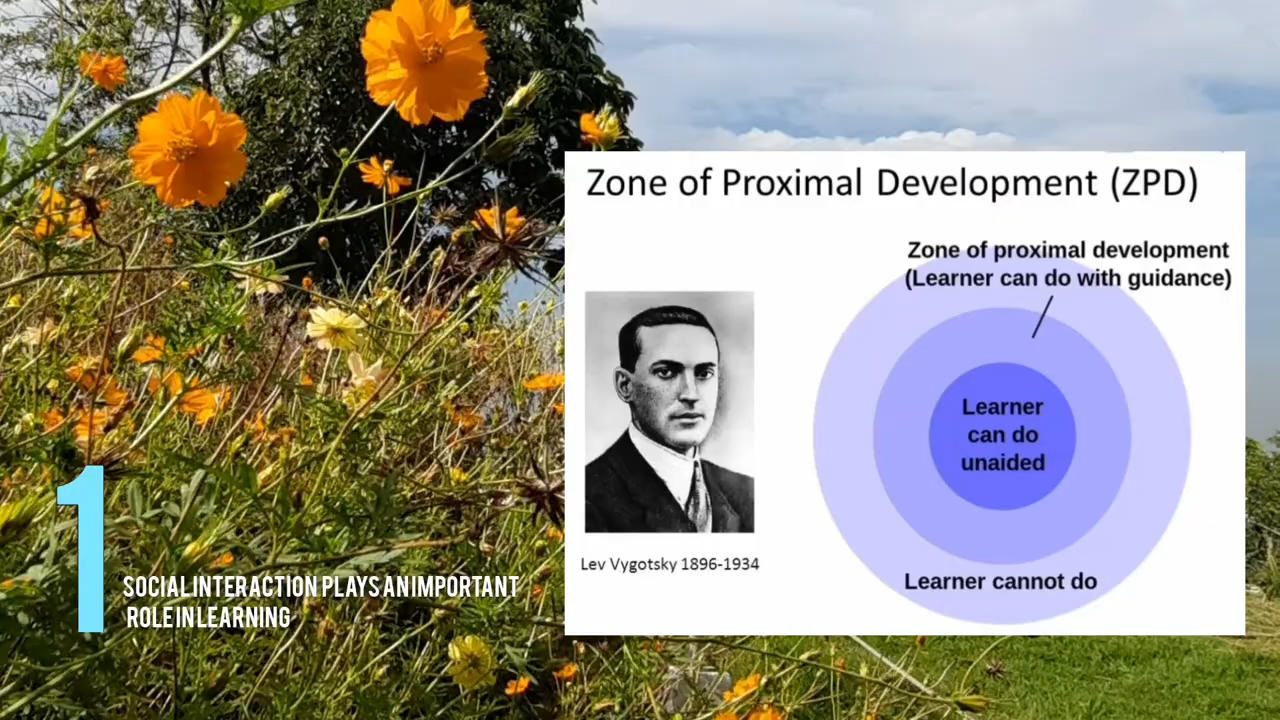 Zone of Proximal Development (ZPD)
Zone of proximal development
(Learner can do with guidance)
Learner
can do
unaided
Learner cannot do
Lev Vygotsky 1896-1934
1
SOCIAL INTERACTION PLAYS AN IMPORTANT
ROLE IN LEARNING